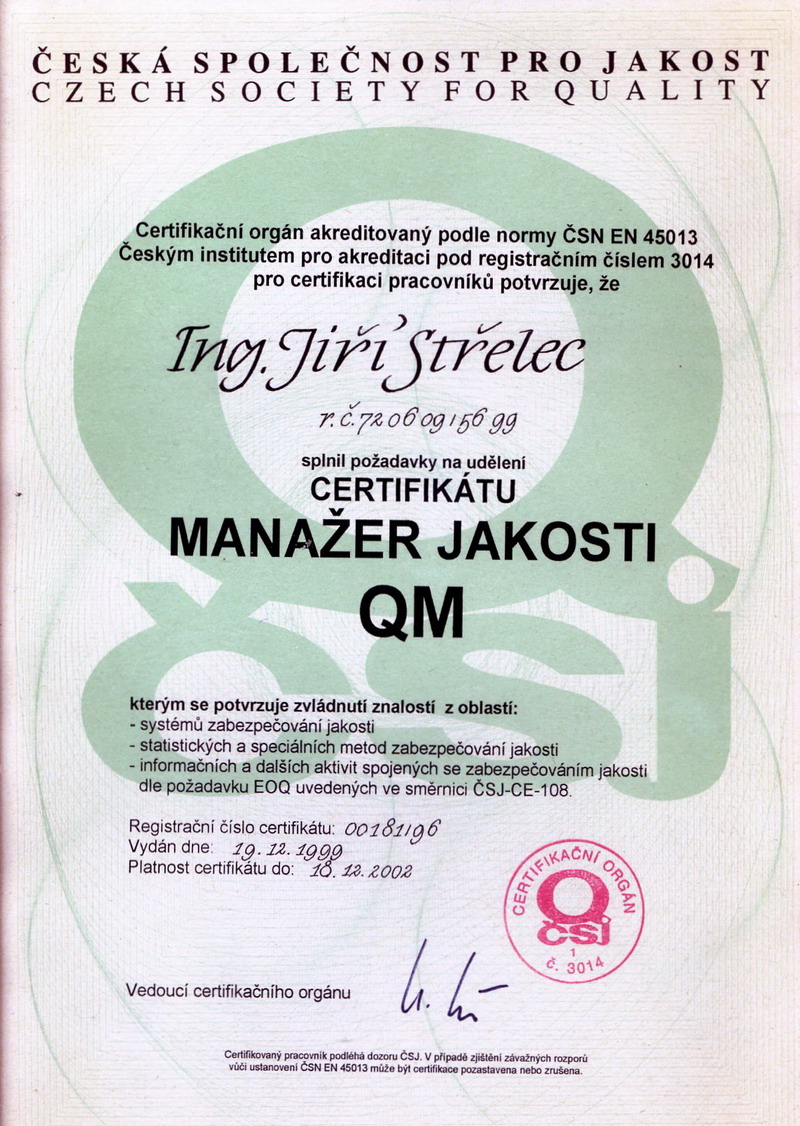 ČESKÁ SPOLEČNOST PRO JAKOST
CZECH SOCIETY FOR QUALITY
Certifikační orgán akreditovaný podle normy ČSN EN 45013
Českým institutem pro akreditaci pod registračním číslem 3014
pro certifikaci pracovníků potvrzuje, že
Ing. Jiří Střelec
r.č.720609/5699
splnil požadavky na udělení
CERTIFIKÁTU
MANAŽER JAKOSTI
QM
čsj
kterým se potvrzuje zvládnutí znalostí z oblastí:
- systémů zabezpečování jakosti
- statistických a speciálních metod zabezpečování jakosti
- informačních a dalších aktivit spojených se zabezpečováním jakosti
dle požadavku EOQ uvedených ve směrnici ČSJ-CE-108.
Registrační číslo certifikátu: 00181/96
Vydán dne: 19.12.1999
Platnost certifikátu do: 18.12.2002
CERTIFIKAČNÍ ORGÁN
čsj
1
č. 3014
Vedoucí certifikačního orgánu
Certifikovaný pracovník podléhá dozoru ČSJ. V případě zjištění závažných rozporů
vůči ustanovení ČSN EN 45013 může být certifikace pozastavena nebo zrušena.